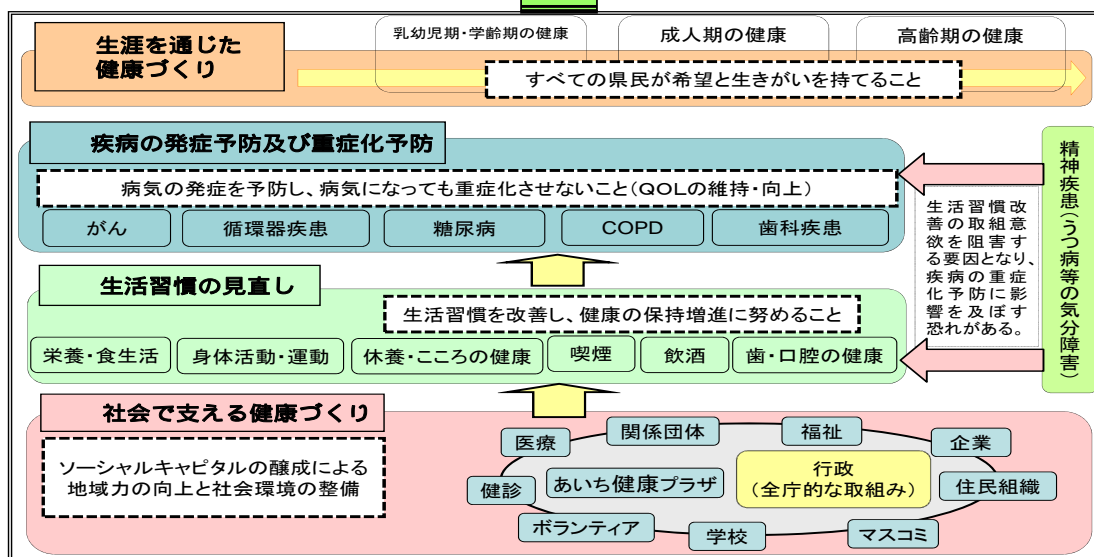 生涯を通じた
健康づくり
乳幼児期・学齢期の健康
成人期の健康
高齢期の健康
すべての県民が希望と生きがいを持てること
疾病の発症予防及び重症化予防
病気の発症を予防し、病気になっても重症化させないこと(QOLの維持・向上)
がん
循環器疾患
糖尿病
COPD
歯科疾患
精神疾患(うつ病等の気分障害)
生活習慣改
善の取組意
欲を阻害す
る要因となり、
疾病の重症
化予防に影
響を及ぼす
恐れがある。
生活習慣の見直し
生活習慣を改善し、健康の保持増進に努めること
栄養・食生活
身体活動・運動
休養・こころの健康
喫煙
飲酒
歯・口腔の健康
社会で支える健康づくり
ソーシャルキャピタルの醸成による
地域力の向上と社会環境の整備
医療
関係団体
福祉
企業
健診
あいち健康プラザ
行政
(全庁的な取組み)
住民組織
ボランティア
学校
マスコミ